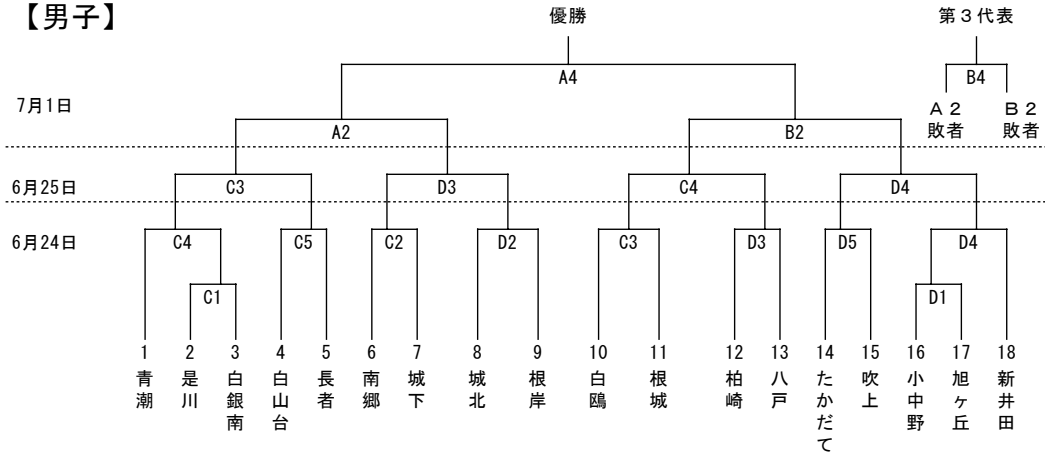 【男子】
優勝
第３代表
A4
B4
7月1日
Ａ２
敗者
Ｂ２
敗者
A2
B2
6月25日
C3
D3
C4
D4
6月24日
C4
C5
C2
D2
C3
D3
D5
D4
C1
D1
1 2 3 4 5 6 7 8 9 10 11 12 13 14 15 16 17 18
青潮
是川
白銀南
白山台
長者
南郷
城下
城北
根岸
白鴎
根城
柏崎
八戸
たかだて
吹上
小中野
旭ヶ丘
新井田